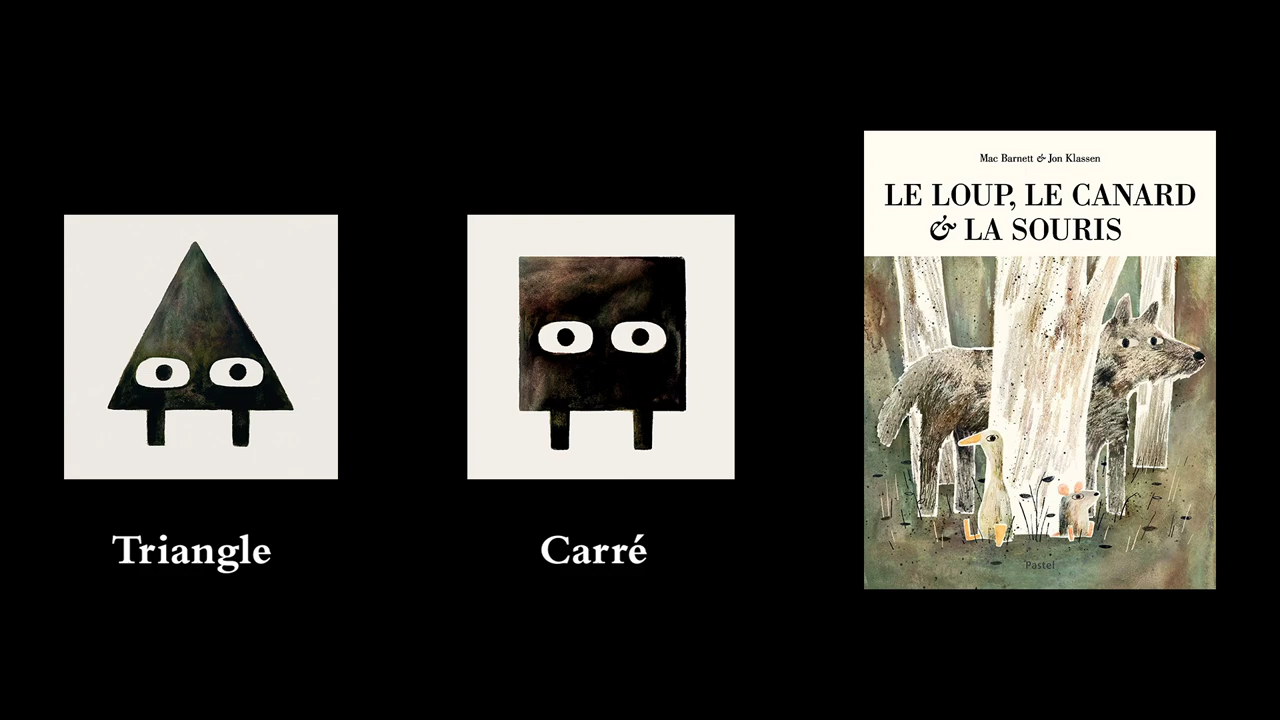 Triangle
Carré
Mac Barnett & Jon Klassen
LE LOUP, LE CANARD
& LA SOURIS
Pastel